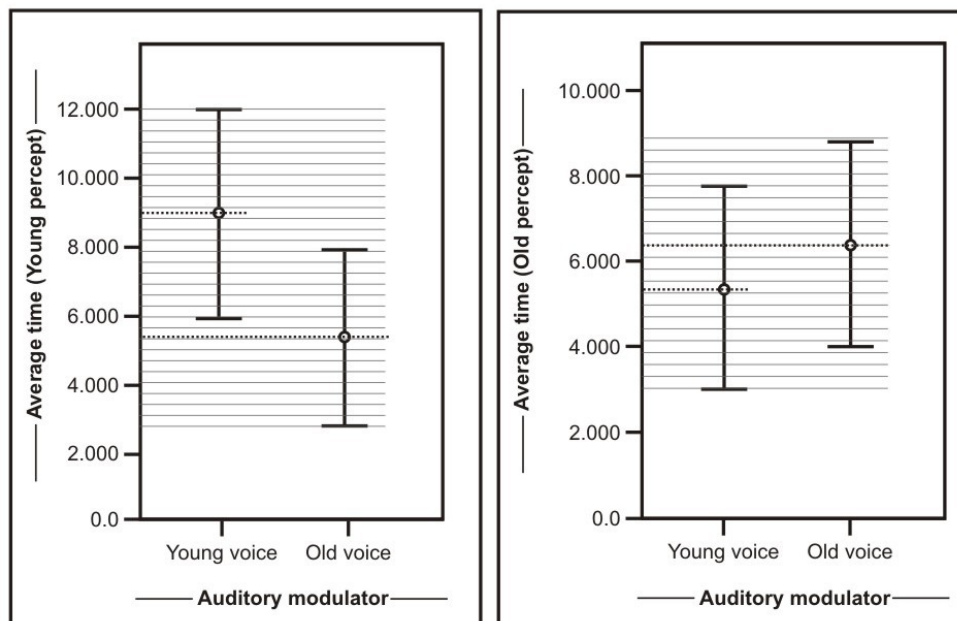 Average time (Young percept)
12.000
10.000
8.000
6.000
4.000
2.000
0.0
Young voice
Old voice
Auditory modulator
Average time (Old percept)
10.000
8.000
6.000
4.000
2.000
0.0
Young voice
Old voice
Auditory modulator